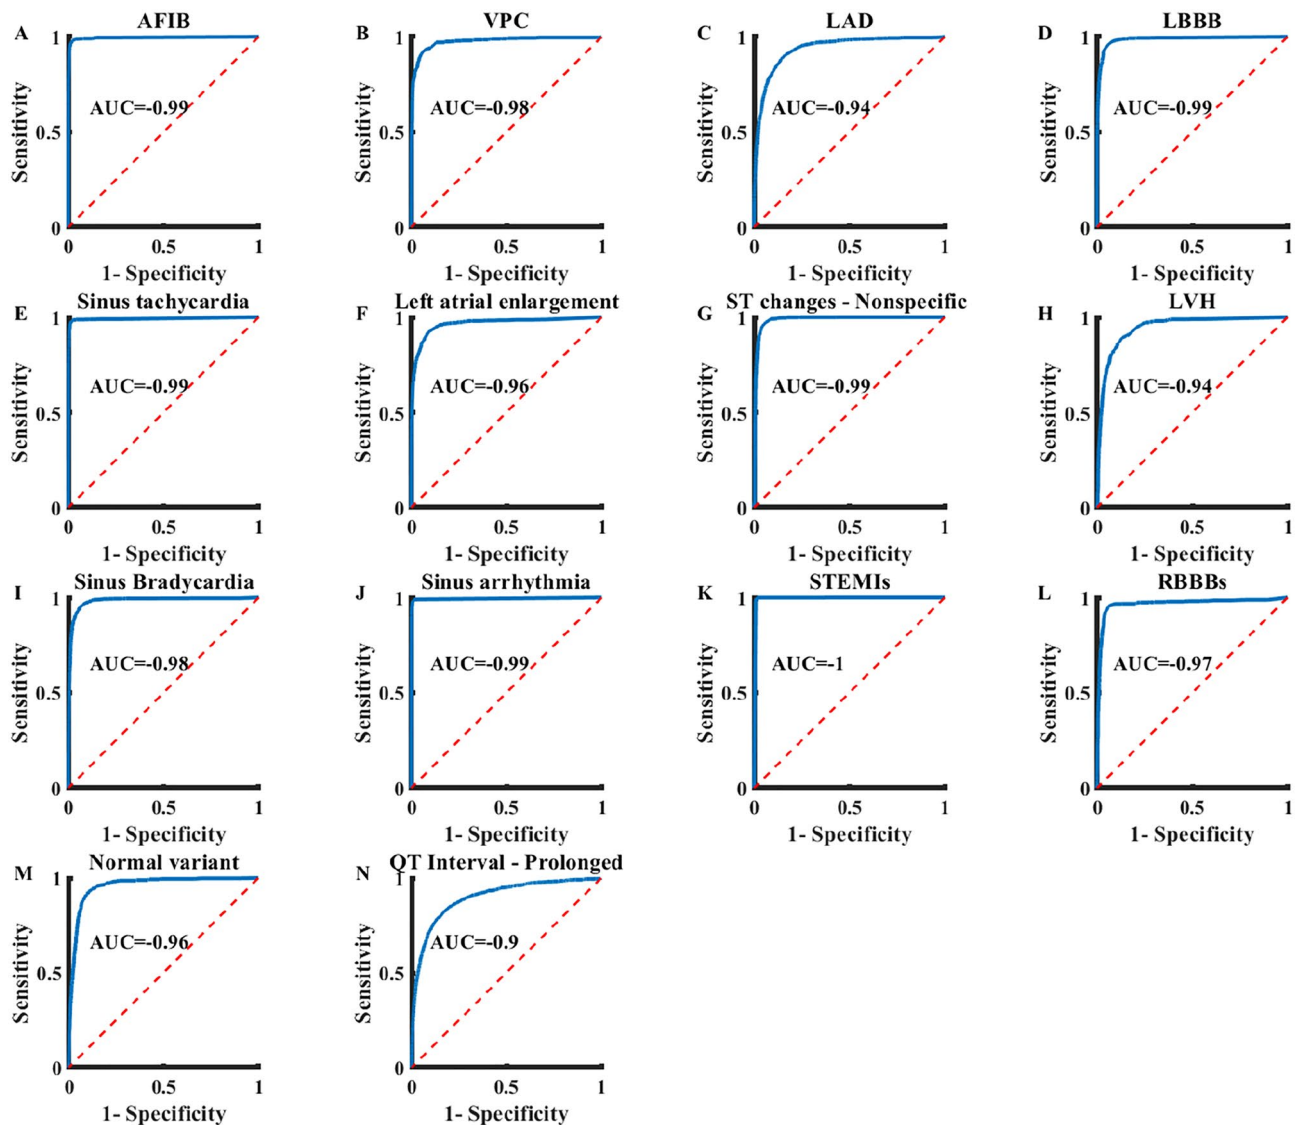 A
AFIB
1
Sensitivity
AUC=-0.99
0.5
0
0
0.5
1
1- Specificity
B
VPC
1
Sensitivity
AUC=-0.98
0.5
0
0
0.5
1
1- Specificity
C
LAD
1
Sensitivity
AUC=-0.94
0.5
0
0
0.5
1
1- Specificity
D
LBBB
1
Sensitivity
AUC=-0.99
0.5
0
0
0.5
1
1- Specificity
E
Sinus tachycardia
1
Sensitivity
AUC=-0.99
0.5
0
0
0.5
1
1- Specificity
F
Left atrial enlargement
1
Sensitivity
AUC=-0.96
0.5
0
0
0.5
1
1- Specificity
G
ST changes - Nonspecific
1
Sensitivity
AUC=-0.99
0.5
0
0
0.5
1
1- Specificity
H
LVH
1
Sensitivity
AUC=-0.94
0.5
0
0
0.5
1
1- Specificity
I
Sinus Bradycardia
1
Sensitivity
AUC=-0.98
0.5
0
0
0.5
1
1- Specificity
J
Sinus arrhythmia
1
Sensitivity
AUC=-0.99
0.5
0
0
0.5
1
1- Specificity
K
STEMIs
1
Sensitivity
AUC=-1
0.5
0
0
0.5
1
1- Specificity
L
RBBBs
1
Sensitivity
AUC=-0.97
0.5
0
0
0.5
1
1- Specificity
M
Normal variant
1
Sensitivity
AUC=-0.96
0.5
0
0
0.5
1
1- Specificity
N
QT Interval - Prolonged
1
Sensitivity
AUC=-0.9
0.5
0
0
0.5
1
1- Specificity